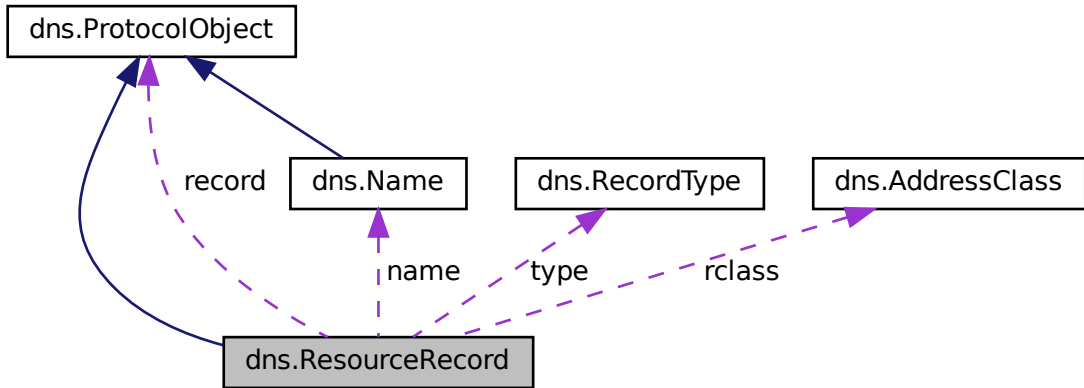 dns.ProtocolObject
record
dns.Name
dns.RecordType
dns.AddressClass
name
type
rclass
dns.ResourceRecord